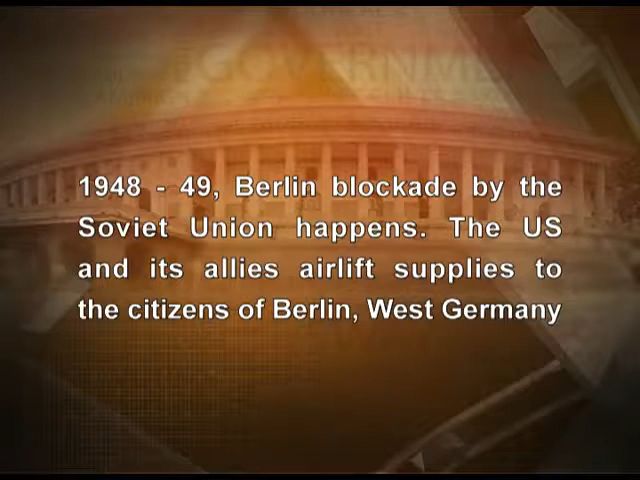 GOVERNME
1948 - 49, Berlin blockade by the
Soviet Union happens. The US
and its allies airlift supplies to
the citizens of Berlin, West Germany